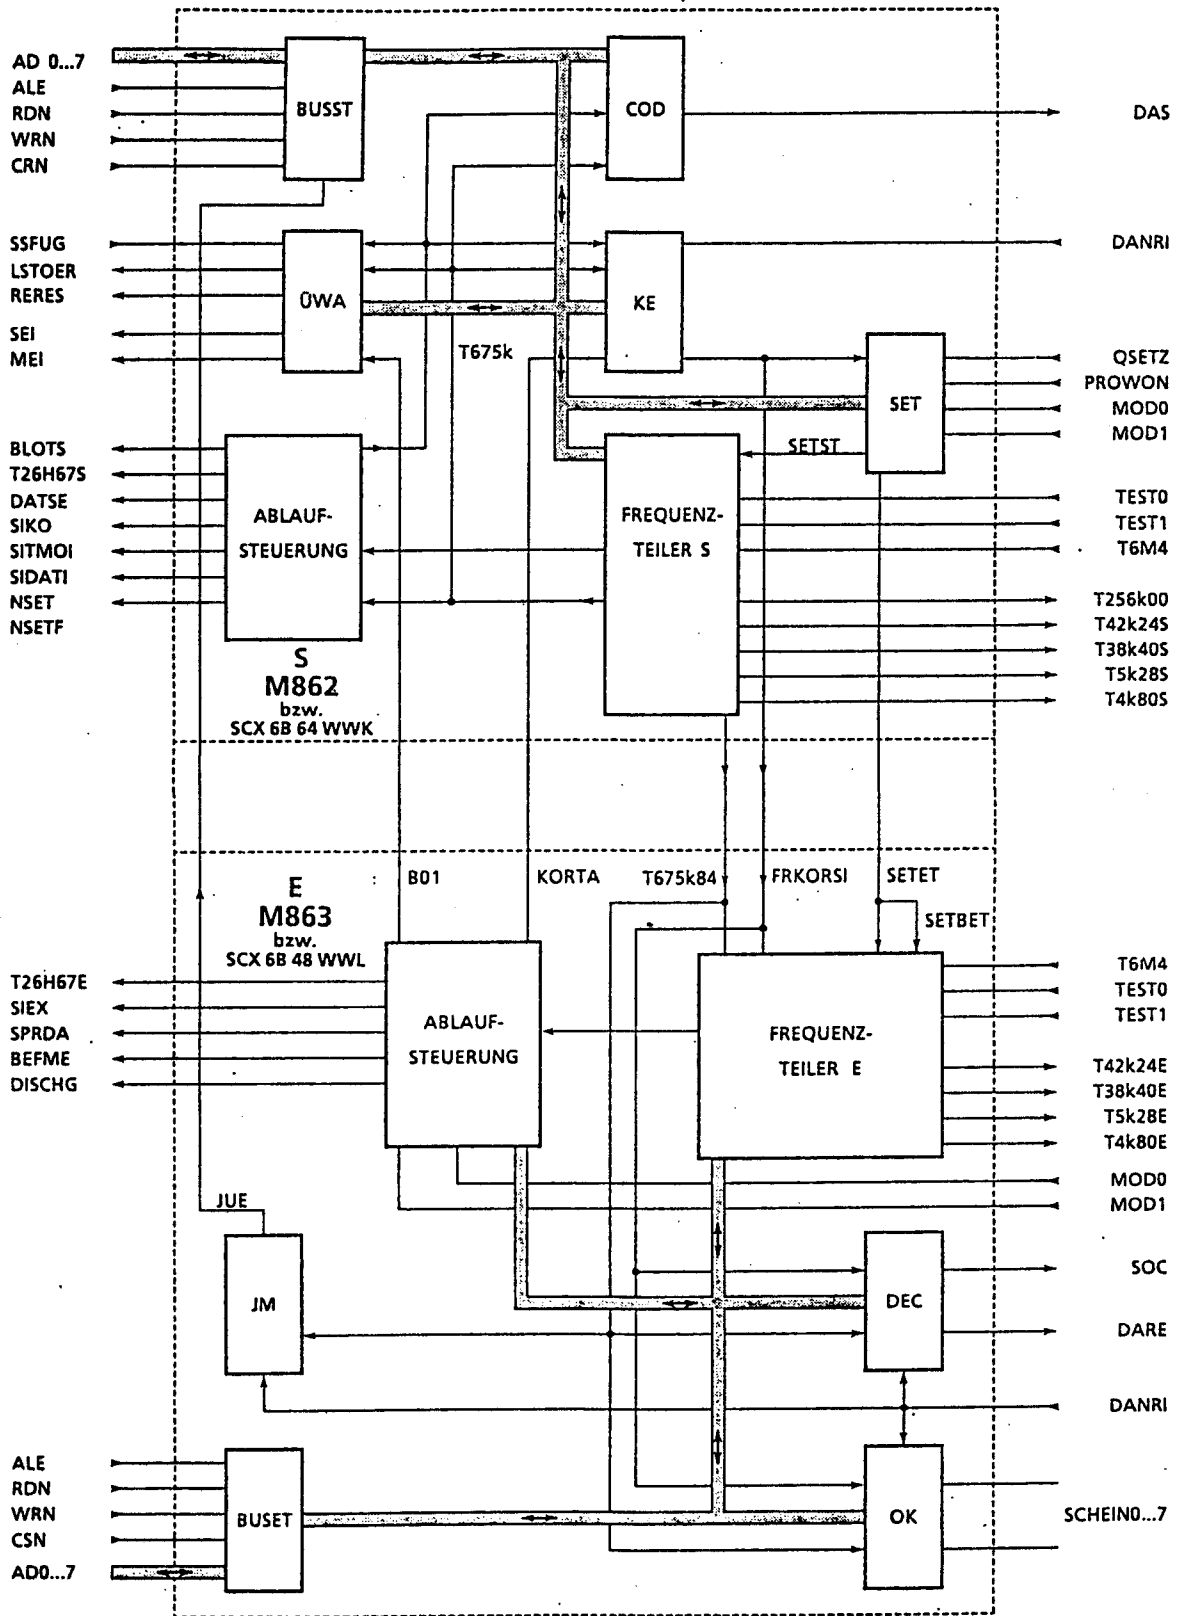 AD 0...7
ALE
RDN
WRN
CRN
BUSST
COD
DAS
SSFUG
LSTOER
RERES
SEI
MEI
ÜWA
KE
DANRI
T675k
SET
QSETZ
PROWON
MOD0
MOD1
SETST
BLOTS
T26H67S
DATSE
SIKO
SITMOI
SIDATI
NSET
NSETF
ABLAUF-
STEUERUNG
FREQUENZ-
TEILER S
TEST0
TEST1
T6M4
T256k00
T42k24S
T38k40S
T5k28S
T4k80S
S
M862
bzw.
SCX 6B 64 WWK
E
M863
bzw.
SCX 6B 48 WWL
B01
KORTA
T675k84
FRKORSI
SETET
SETBET
T26H67E
SIEX
SPRDA
BEFME
DISCHG
ABLAUF-
STEUERUNG
FREQUENZ-
TEILER E
T6M4
TEST0
TEST1
T42k24E
T38k40E
T5k28E
T4k80E
MOD0
MOD1
JUE
JM
DEC
SOC
DARE
DANRI
ALE
RDN
WRN
CSN
AD0...7
BUSET
OK
SCHEIN0...7